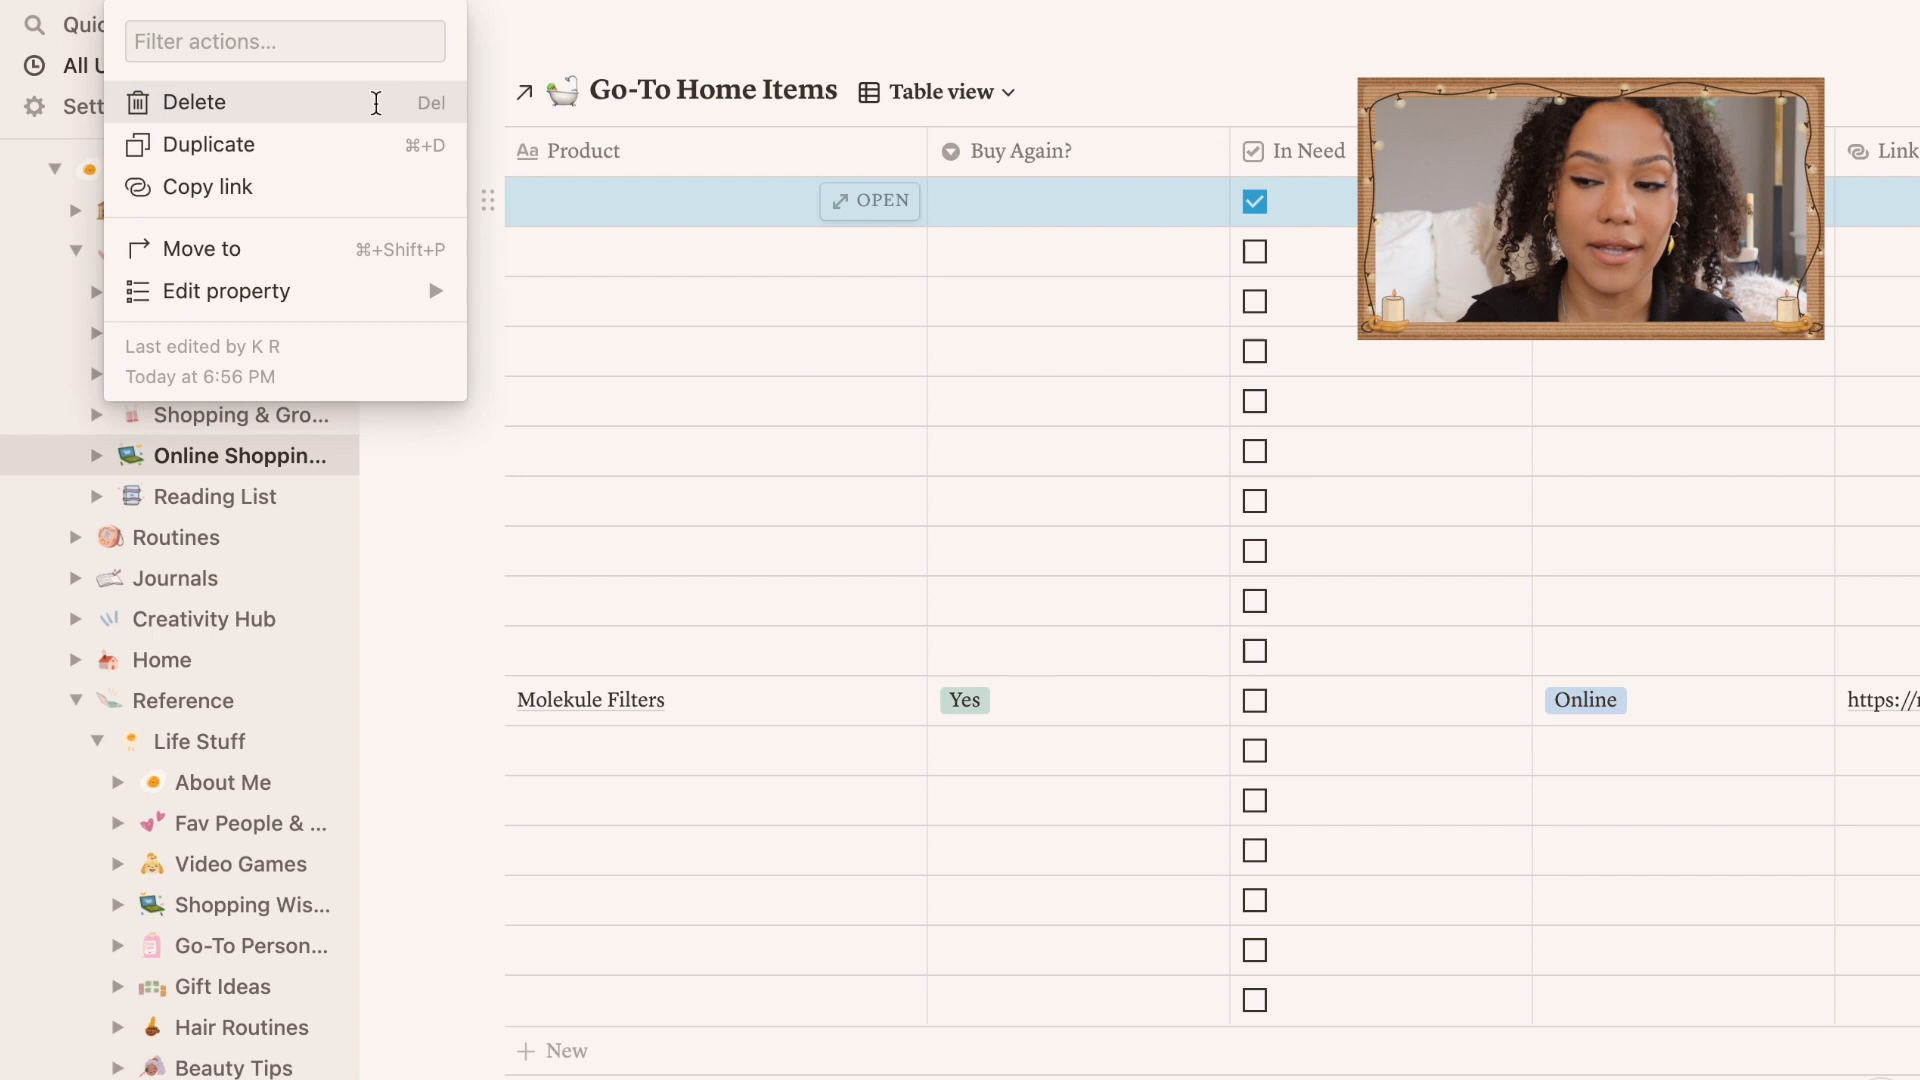 Quic
All U
Sett
Filter actions...
Delete Del
Duplicate ⌘+D
Copy link
Move to ⌘+Shift+P
Edit property
Last edited by K R
Today at 6:56 PM
Shopping & Gro...
Online Shoppin...
Reading List
Routines
Journals
Creativity Hub
Home
Reference
Life Stuff
About Me
Fav People & ...
Video Games
Shopping Wis...
Go-To Person...
Gift Ideas
Hair Routines
Beauty Tips
Go-To Home Items Table view
Aa Product Buy Again? In Need Link
OPEN
Molekule Filters Yes Online https://
+ New